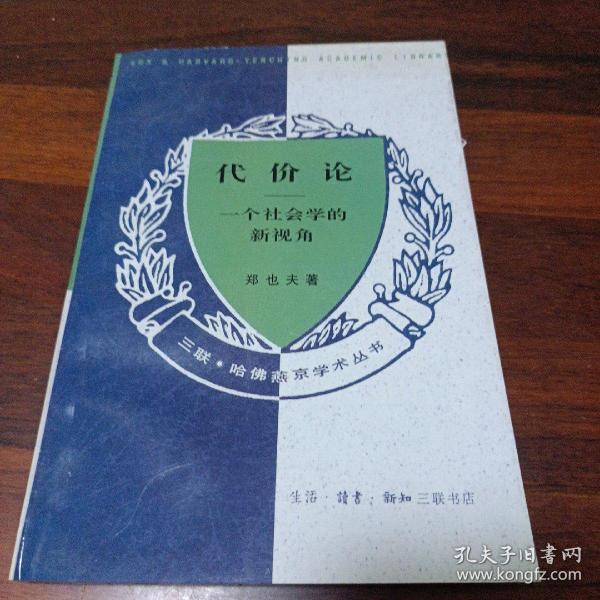 SDX & HARVARD-YENCHING ACADEMIC LIBRARY
代价论
一个社会学的
新视角
郑也夫著
三联·哈佛燕京学术丛书
生活·讀書·新知三联书店
孔夫子旧书网
www.kongfz.com